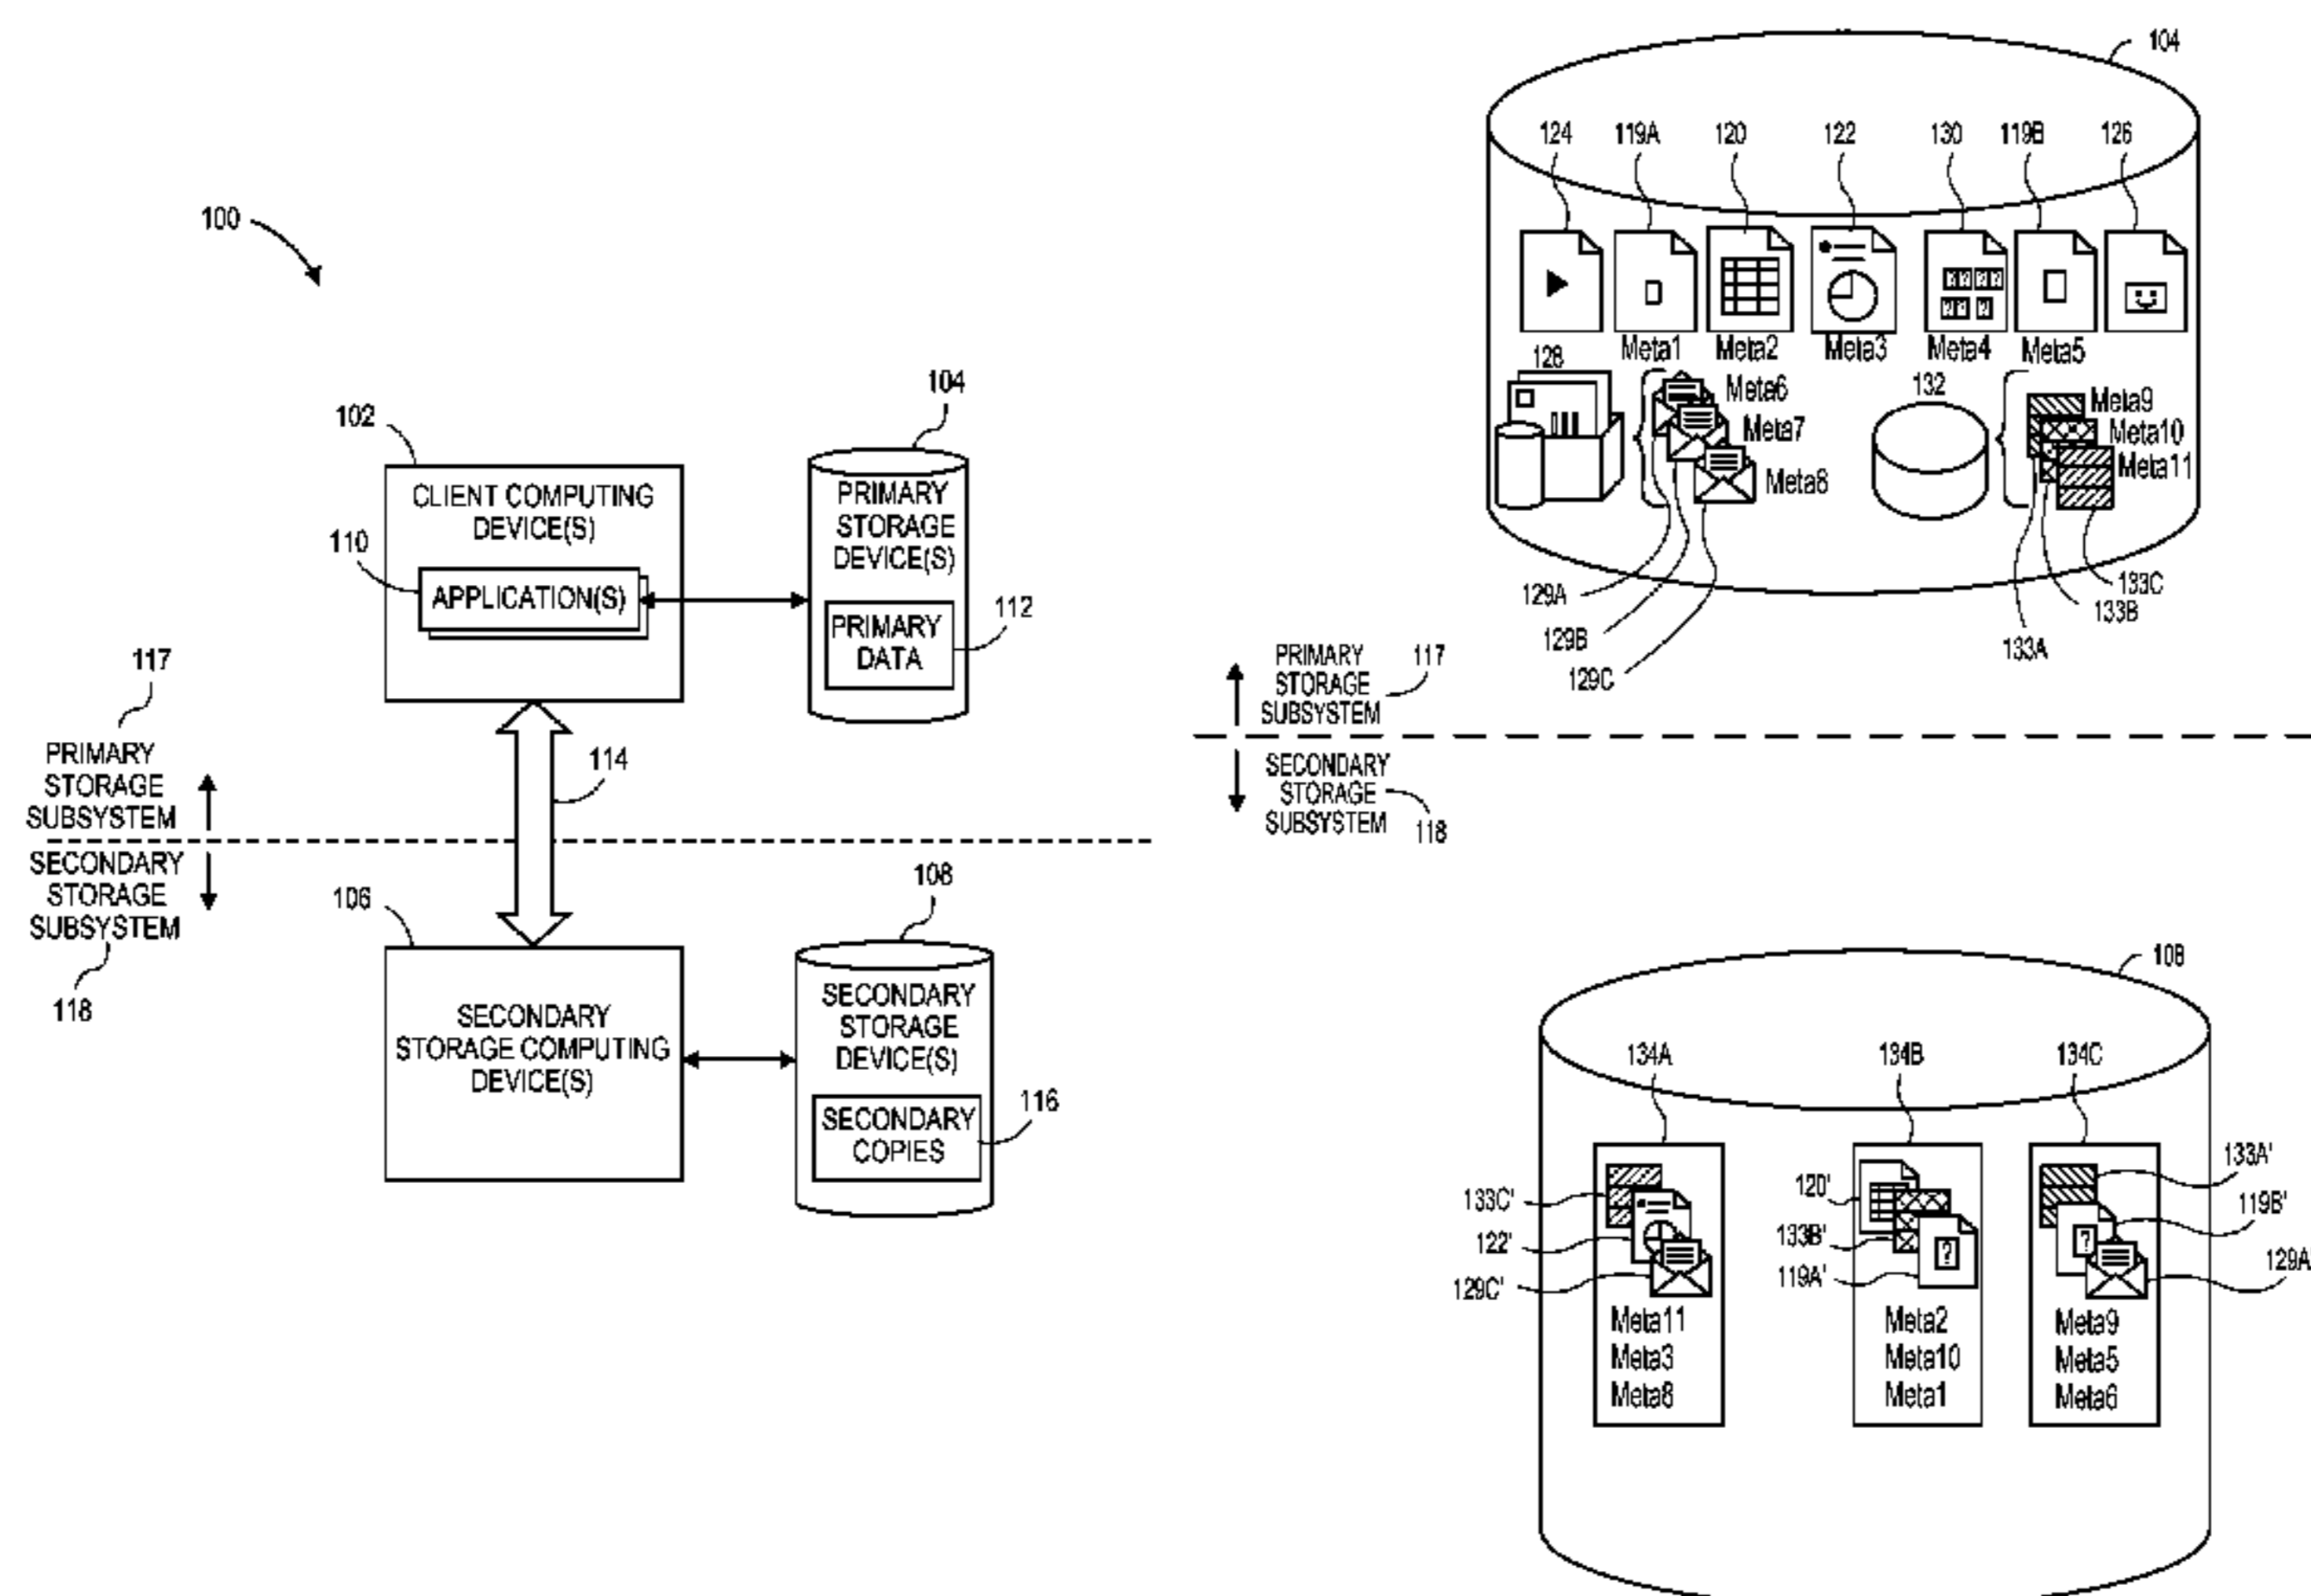 100
102
104
CLIENT COMPUTING
DEVICE(S)
110
APPLICATION(S)
PRIMARY
STORAGE
DEVICE(S)
PRIMARY
DATA
112
117
PRIMARY
STORAGE
SUBSYSTEM
114
SECONDARY
STORAGE
SUBSYSTEM
118
106
108
SECONDARY
STORAGE COMPUTING
DEVICE(S)
SECONDARY
STORAGE
DEVICE(S)
SECONDARY
COPIES
116
104
124 119A 120 122 130 119B 126
Meta1 Meta2 Meta3 Meta4 Meta5
128
Meta6
Meta7
Meta8
132
Meta9
Meta10
Meta11
129A
129B
129C
133C
133B
133A
PRIMARY
STORAGE
SUBSYSTEM
117
SECONDARY
STORAGE
SUBSYSTEM
118
108
134A 134B 134C
133C'
122'
129C'
Meta11
Meta3
Meta8
120'
133B'
119A'
?
Meta2
Meta10
Meta1
133A'
119B'
129A
?
Meta9
Meta5
Meta6